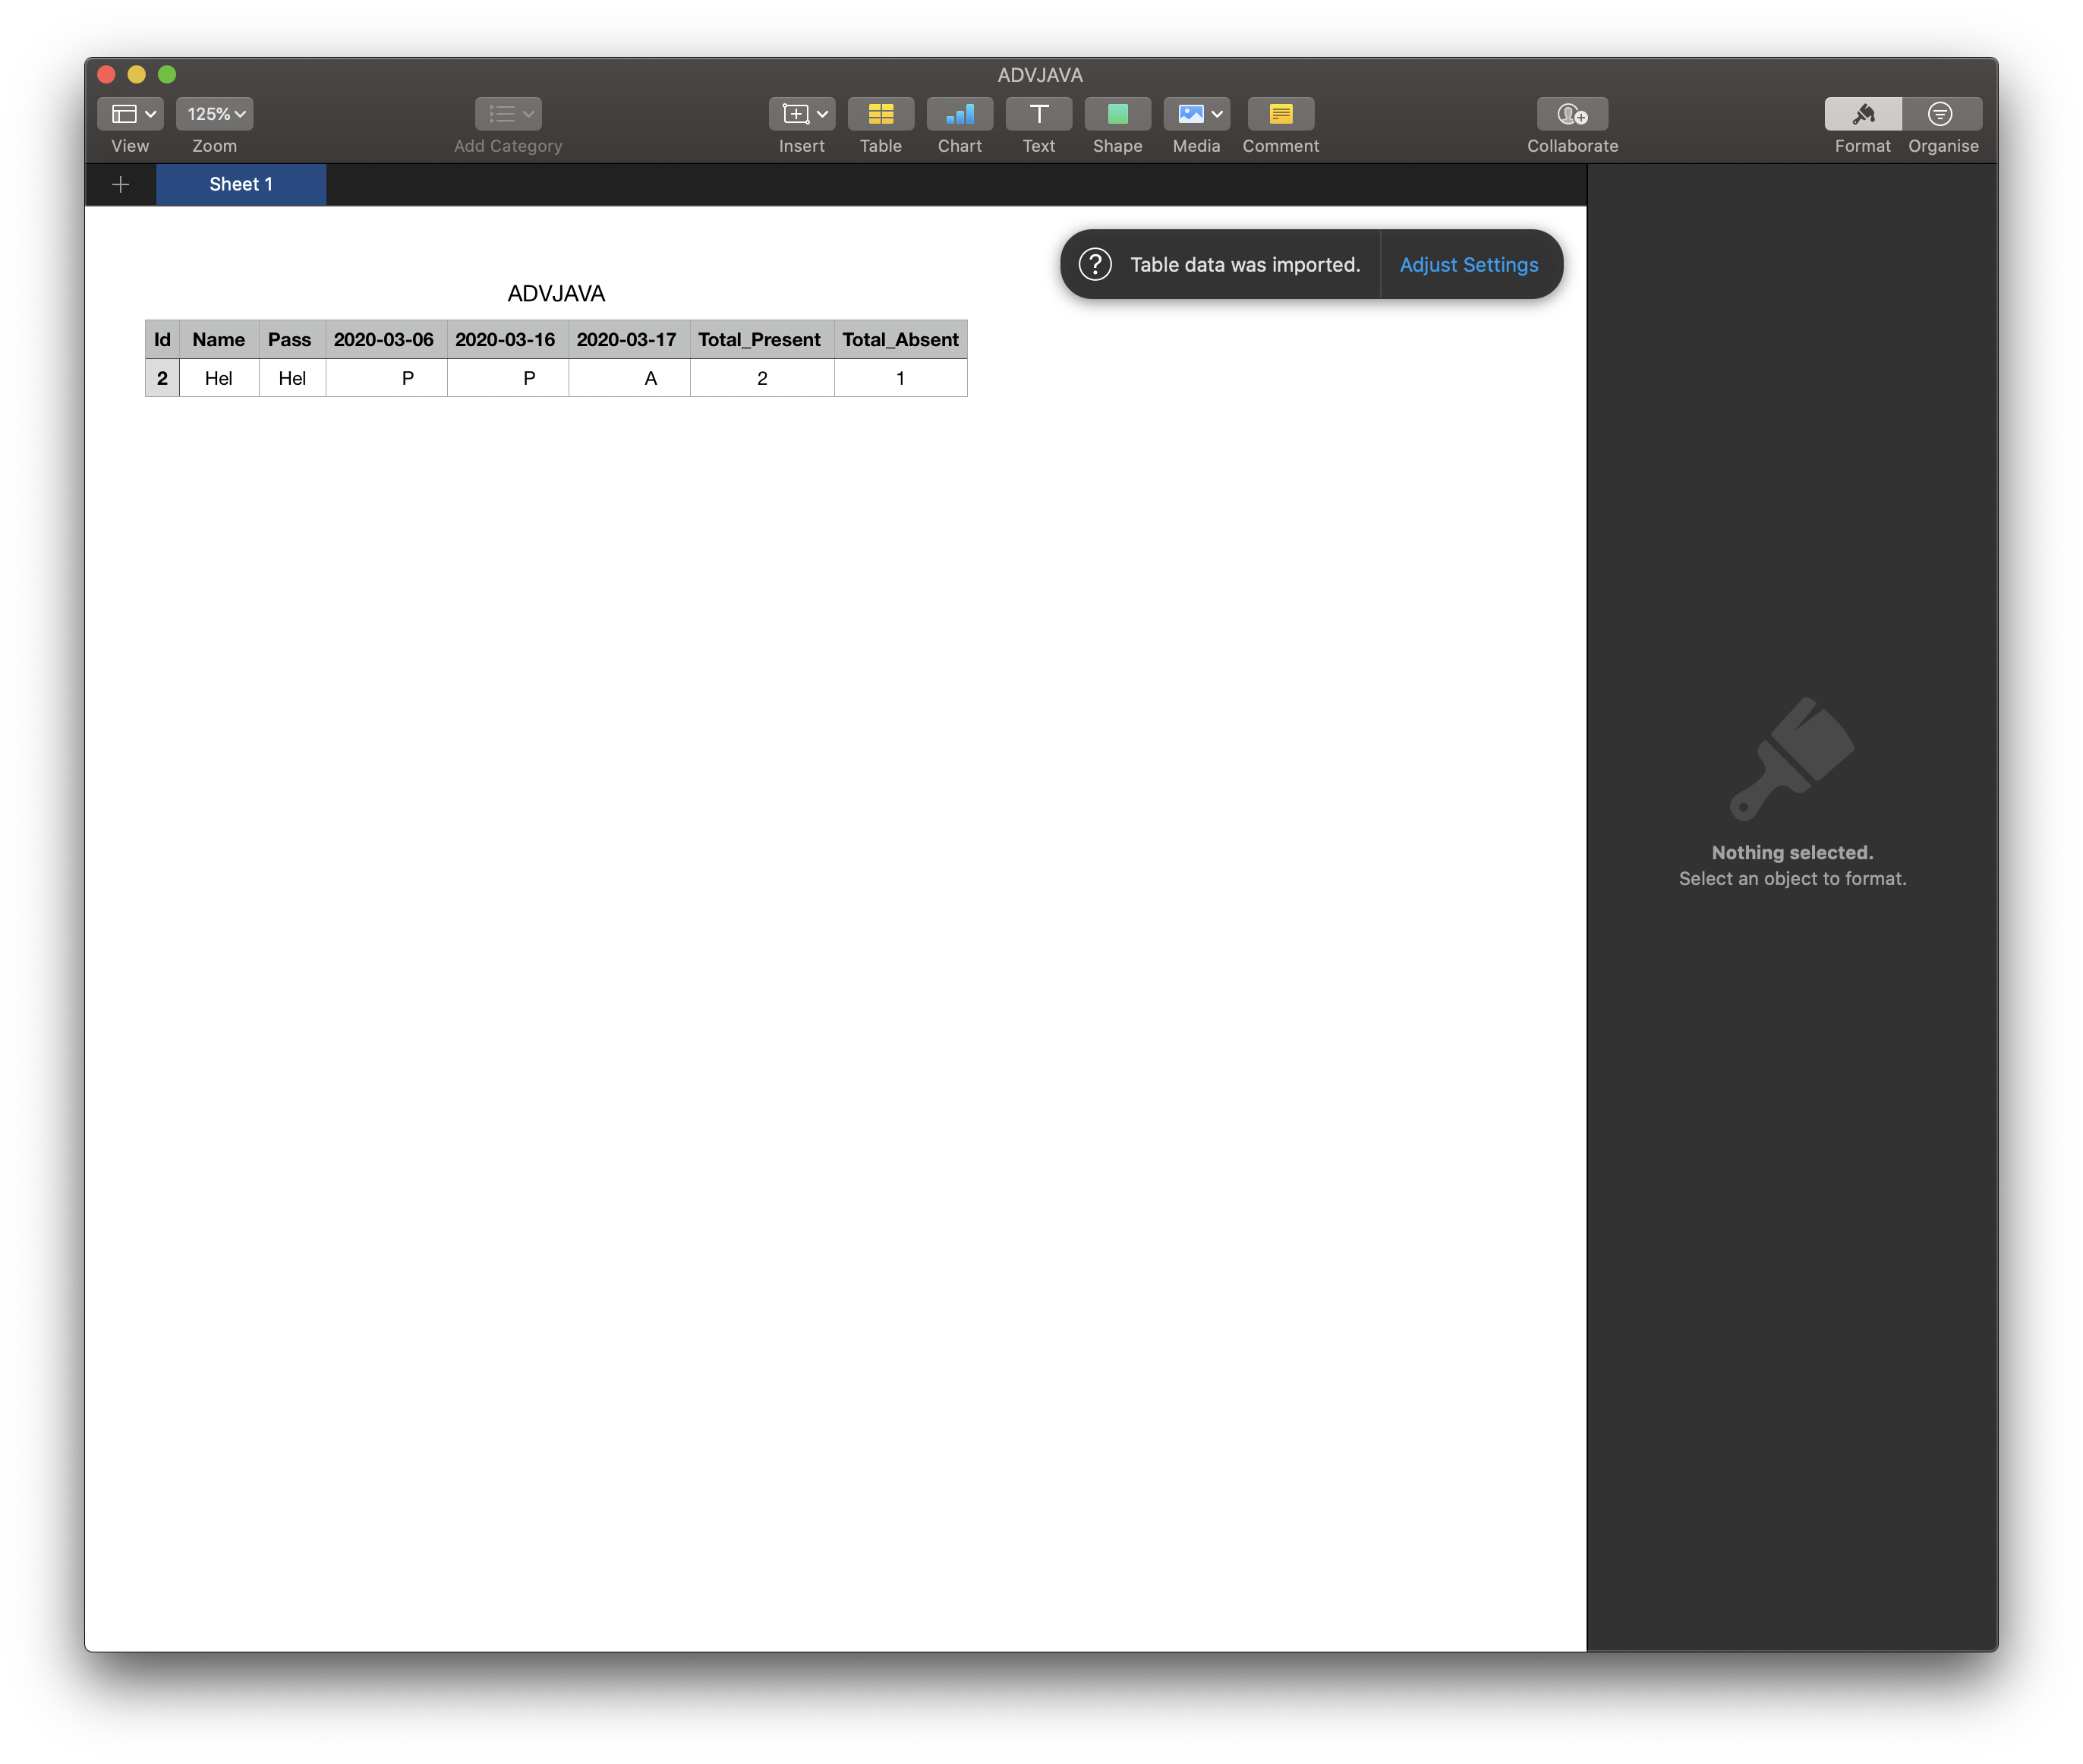 ADVJAVA
125%
View Zoom Add Category Insert Table Chart Text Shape Media Comment Collaborate Format Organise
Sheet 1
? Table data was imported. Adjust Settings
ADVJAVA
Id Name Pass 2020-03-06 2020-03-16 2020-03-17 Total_Present Total_Absent
2 Hel Hel P P A 2 1
Nothing selected.
Select an object to format.